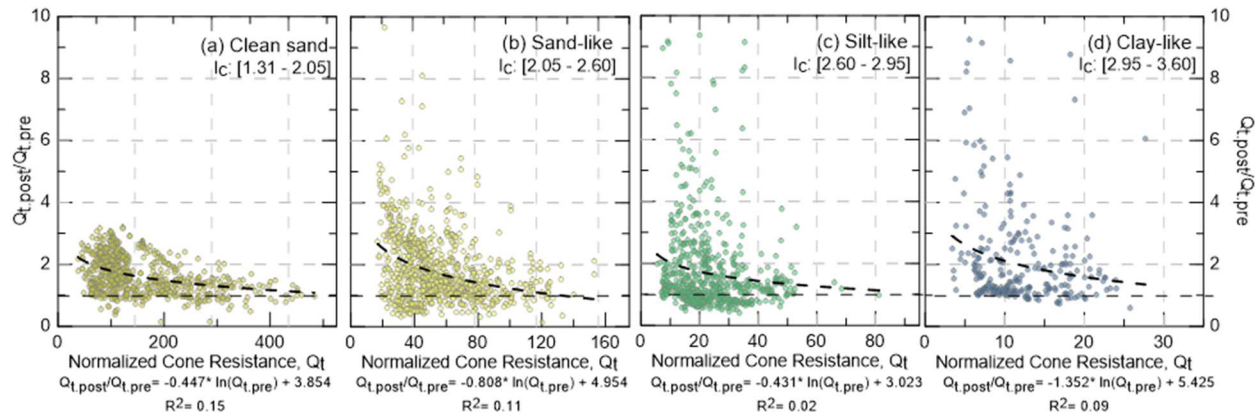 10
8
6
4
2
0
Qt.post/Qt.pre
(a) Clean sand
IC: [1.31 - 2.05]
0
200
400
Normalized Cone Resistance, Qt
Qt.post/Qt.pre= -0.447* ln(Qt.pre) + 3.854
R2= 0.15
(b) Sand-like
IC: [2.05 - 2.60]
0
40
80
120
160
Normalized Cone Resistance, Qt
Qt.post/Qt.pre= -0.808* ln(Qt.pre) + 4.954
R2= 0.11
(c) Silt-like
IC: [2.60 - 2.95]
0
20
40
60
80
Normalized Cone Resistance, Qt
Qt.post/Qt.pre= -0.431* ln(Qt.pre) + 3.023
R2= 0.02
(d) Clay-like
IC: [2.95 - 3.60]
0
10
20
30
Normalized Cone Resistance, Qt
Qt.post/Qt.pre= -1.352* ln(Qt.pre) + 5.425
R2= 0.09
10
8
6
4
2
0
Qt.post/Qt.pre